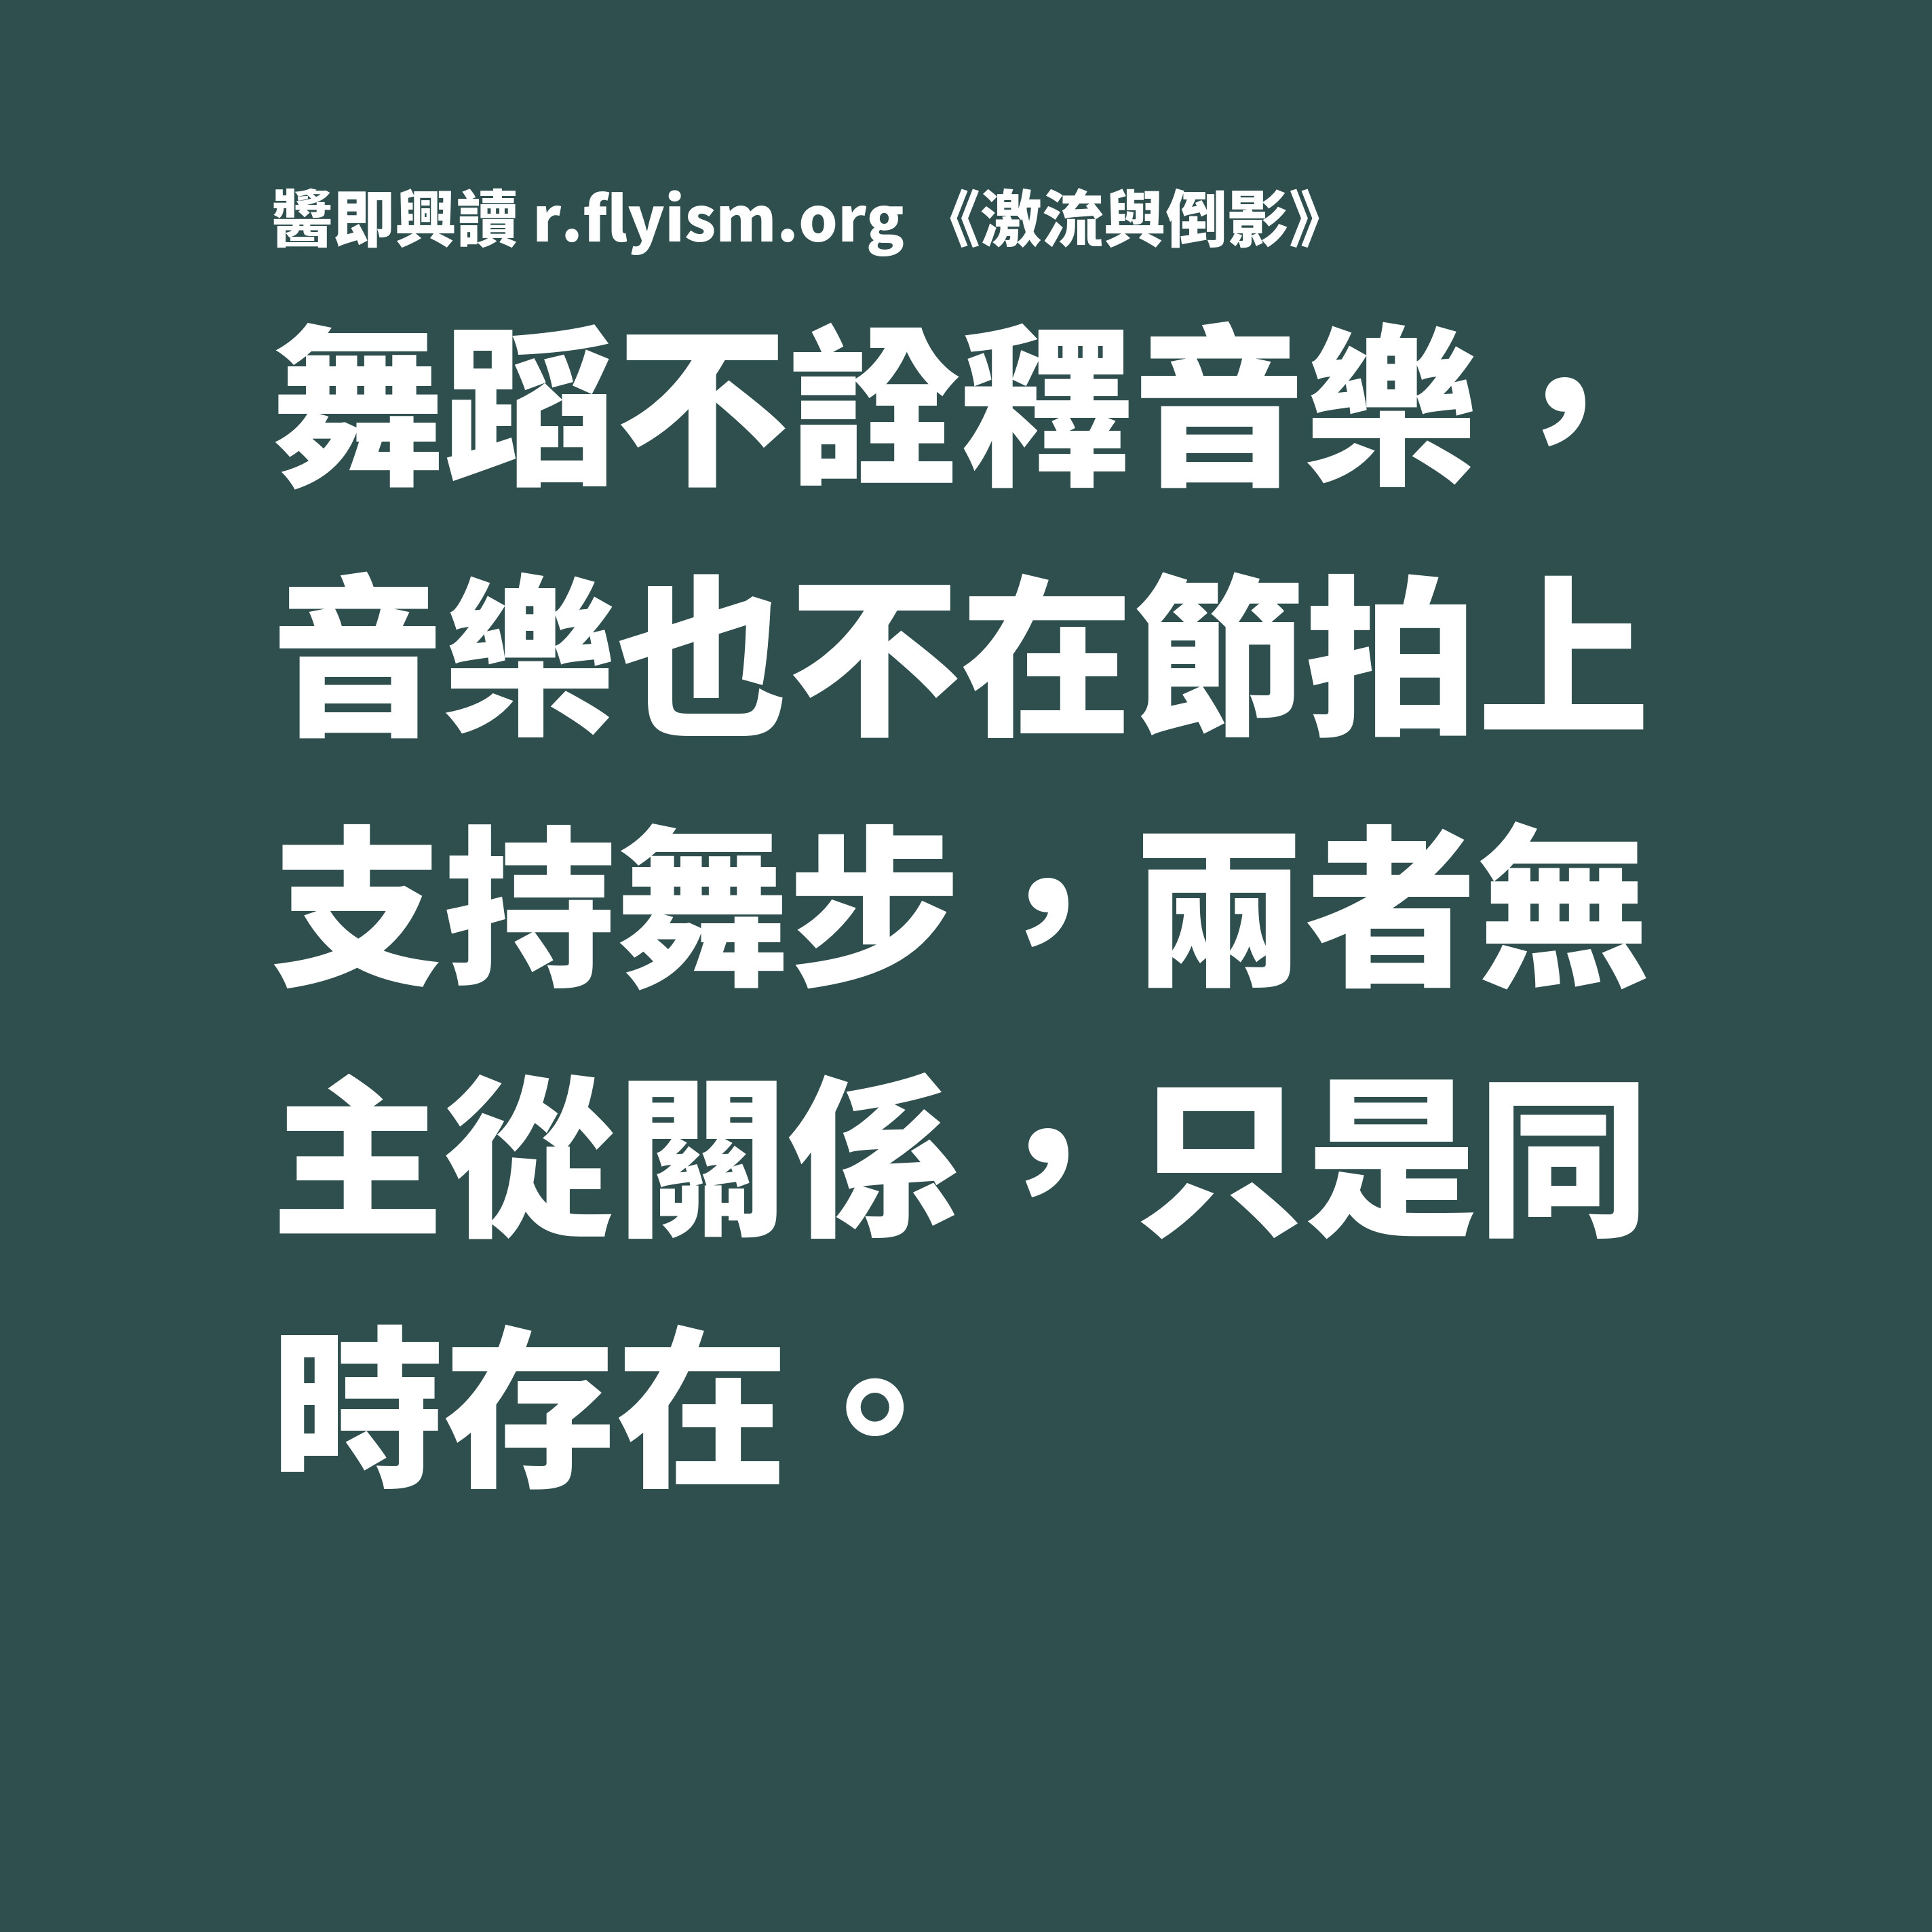 暫即興讀 r.flyism.org 《激流與倒影》
舞蹈不詮釋音樂，
音樂也不在節拍上
支持舞步，兩者無
主從關係，只是同
時存在。